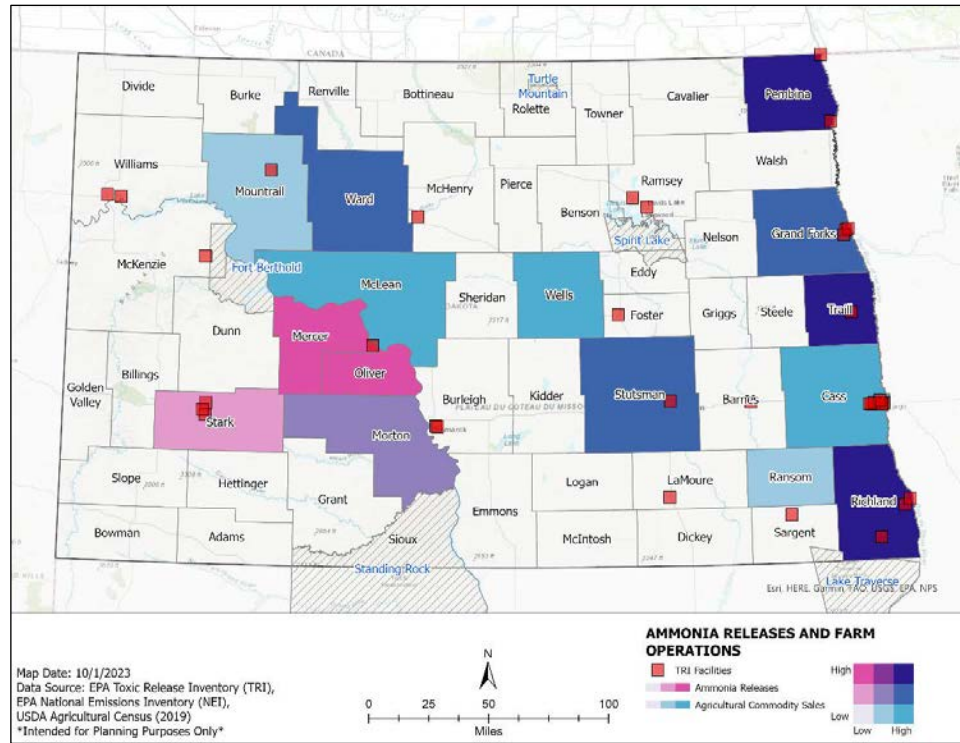 CANADA
Divide
Burke
Renville
Bottineau
Turtle
Mountain
Rolette
Towner
Cavalier
Pembina
Williams
Mountrail
Ward
McHenry
Pierce
Benson
Ramsey
Walsh
Nelson
Grand Forks
Spirit Lake
McKenzie
Fort Berthold
McLean
Sheridan
Wells
Eddy
Foster
Griggs
Steele
Traill
Dunn
Mercer
Oliver
Golden
Valley
Billings
Stark
Morton
Burleigh
Kidder
Stutsman
Barnes
Cass
PLATEAU DU COTEAU DU MISSO
Slope
Hettinger
Grant
Sioux
Emmons
Logan
LaMoure
Ransom
Richland
Bowman
Adams
McIntosh
Dickey
Sargent
Standing Rock
Lake Traverse
Esri, HERE, Garmin, FAO, USGS, EPA, NPS
Map Date: 10/1/2023
Data Source: EPA Toxic Release Inventory (TRI),
EPA National Emissions Inventory (NEI),
USDA Agricultural Census (2019)
*Intended for Planning Purposes Only*
N
0 25 50 100
Miles
AMMONIA RELEASES AND FARM
OPERATIONS
TRI Facilities
Ammonia Releases
Agricultural Commodity Sales
High
Low
Low High